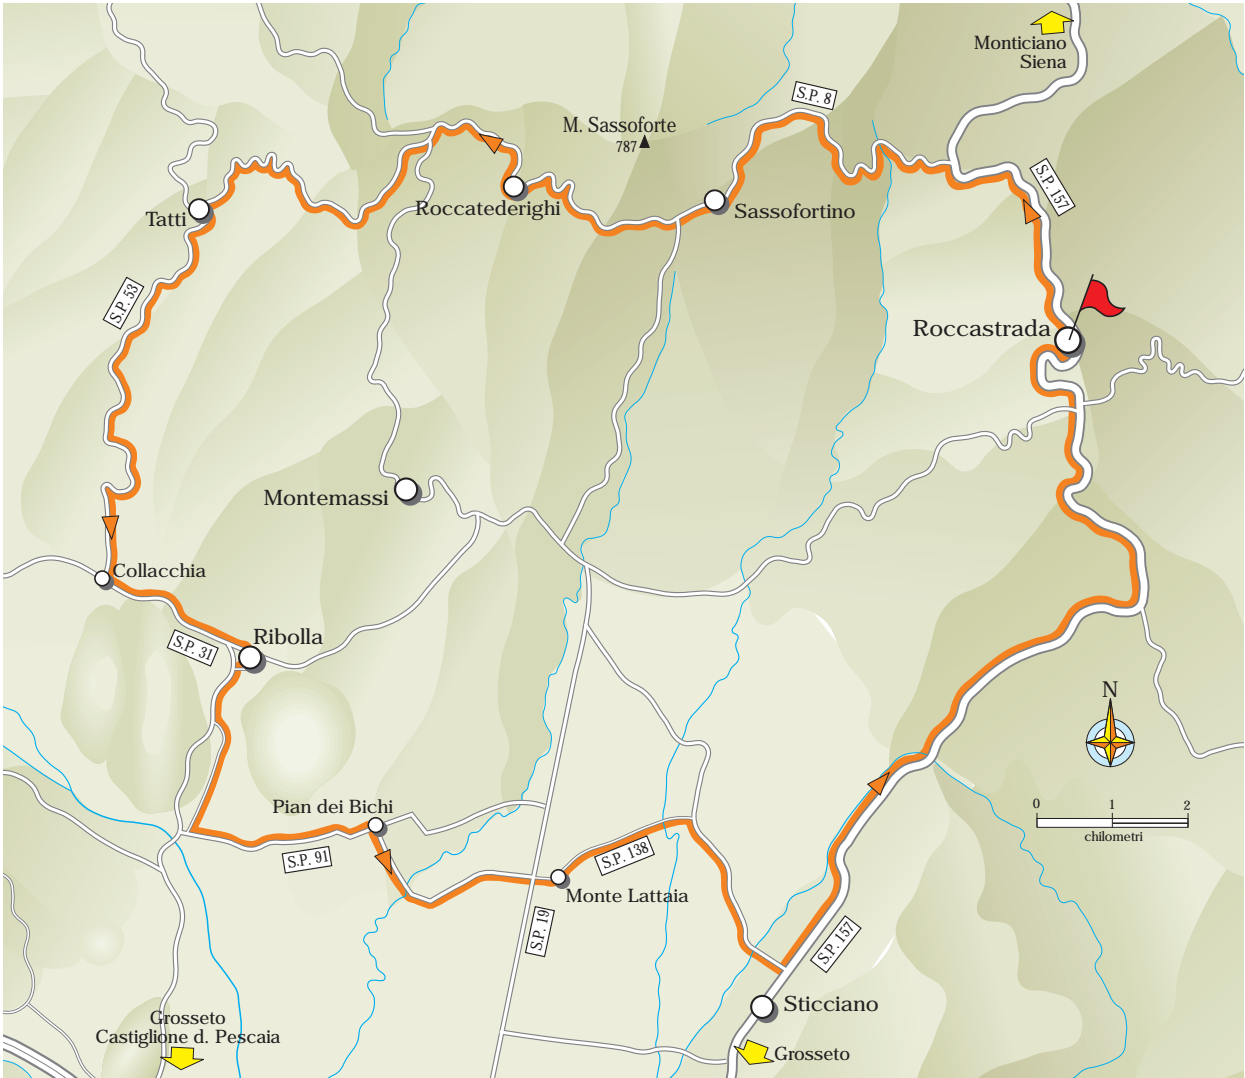 Monticiano
Siena
S.P. 8
M. Sassoforte
787
S.P. 157
Roccatederighi
Sassofortino
Tatti
S.P. 53
Roccastrada
Montemassi
Collacchia
Ribolla
S.P. 31
N
Pian dei Bichi
0 1 2
chilometri
S.P. 91
S.P. 138
Monte Lattaia
S.P. 19
S.P. 157
Sticciano
Grosseto
Castiglione d. Pescaia
Grosseto